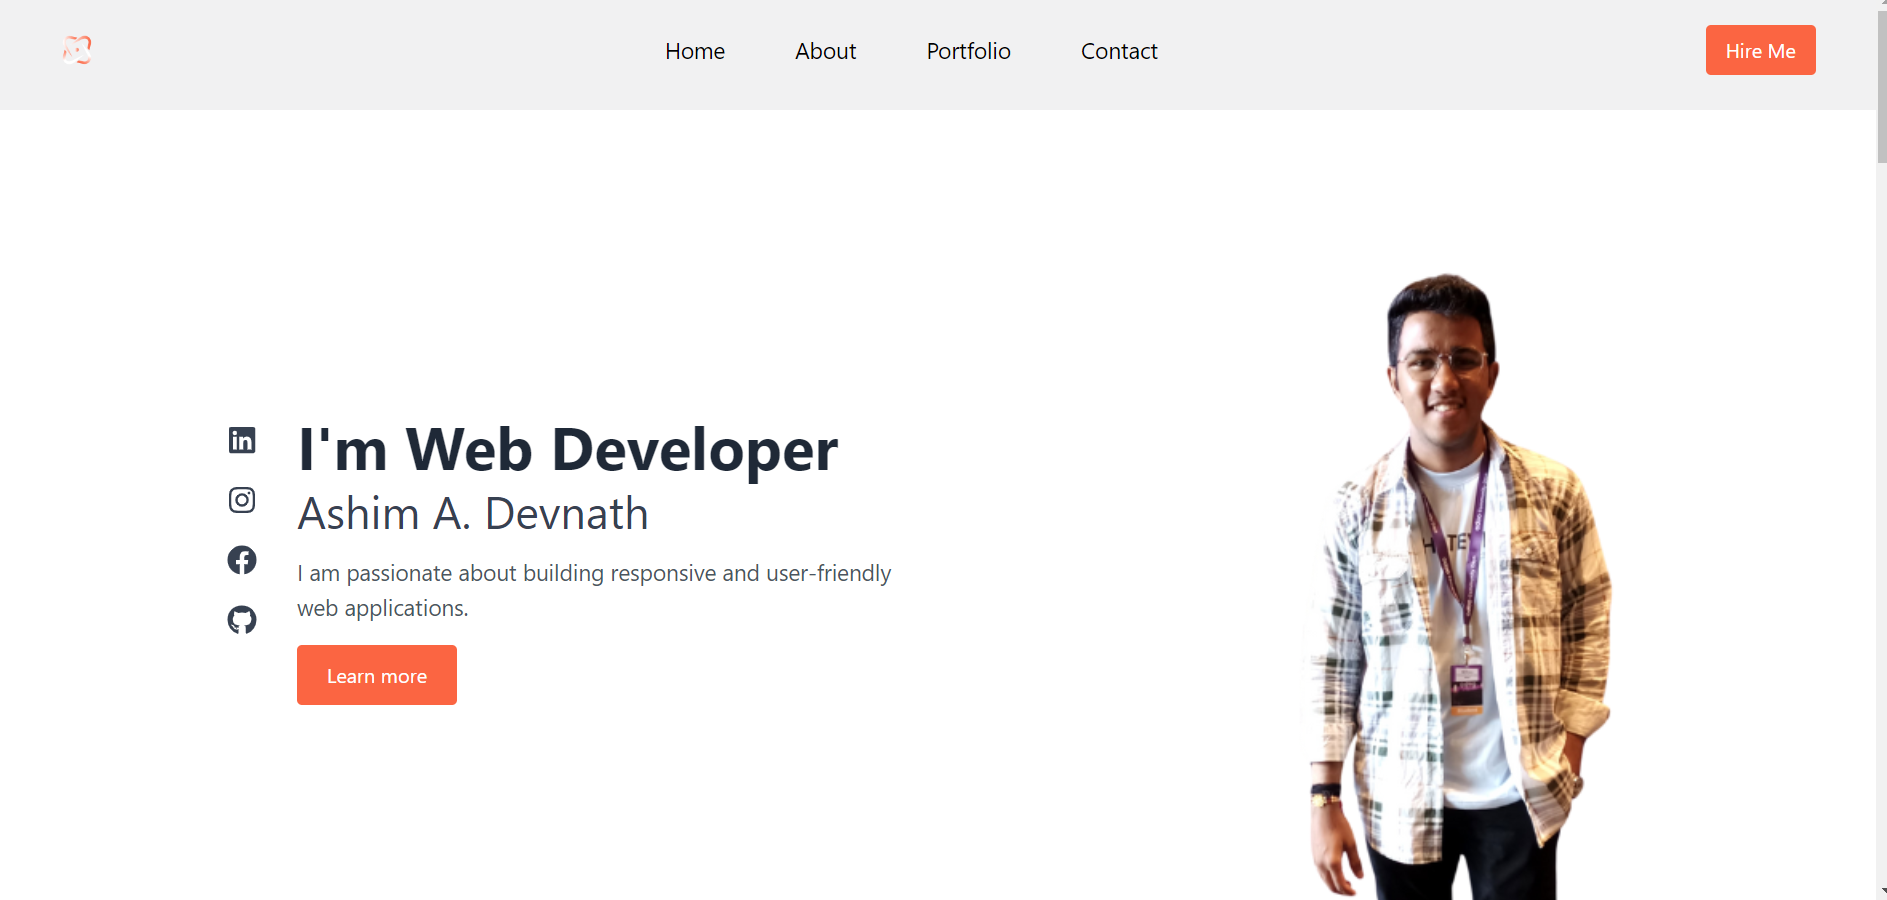 Home About Portfolio Contact Hire Me
I'm Web Developer
Ashim A. Devnath
I am passionate about building responsive and user-friendly
web applications.
Learn more